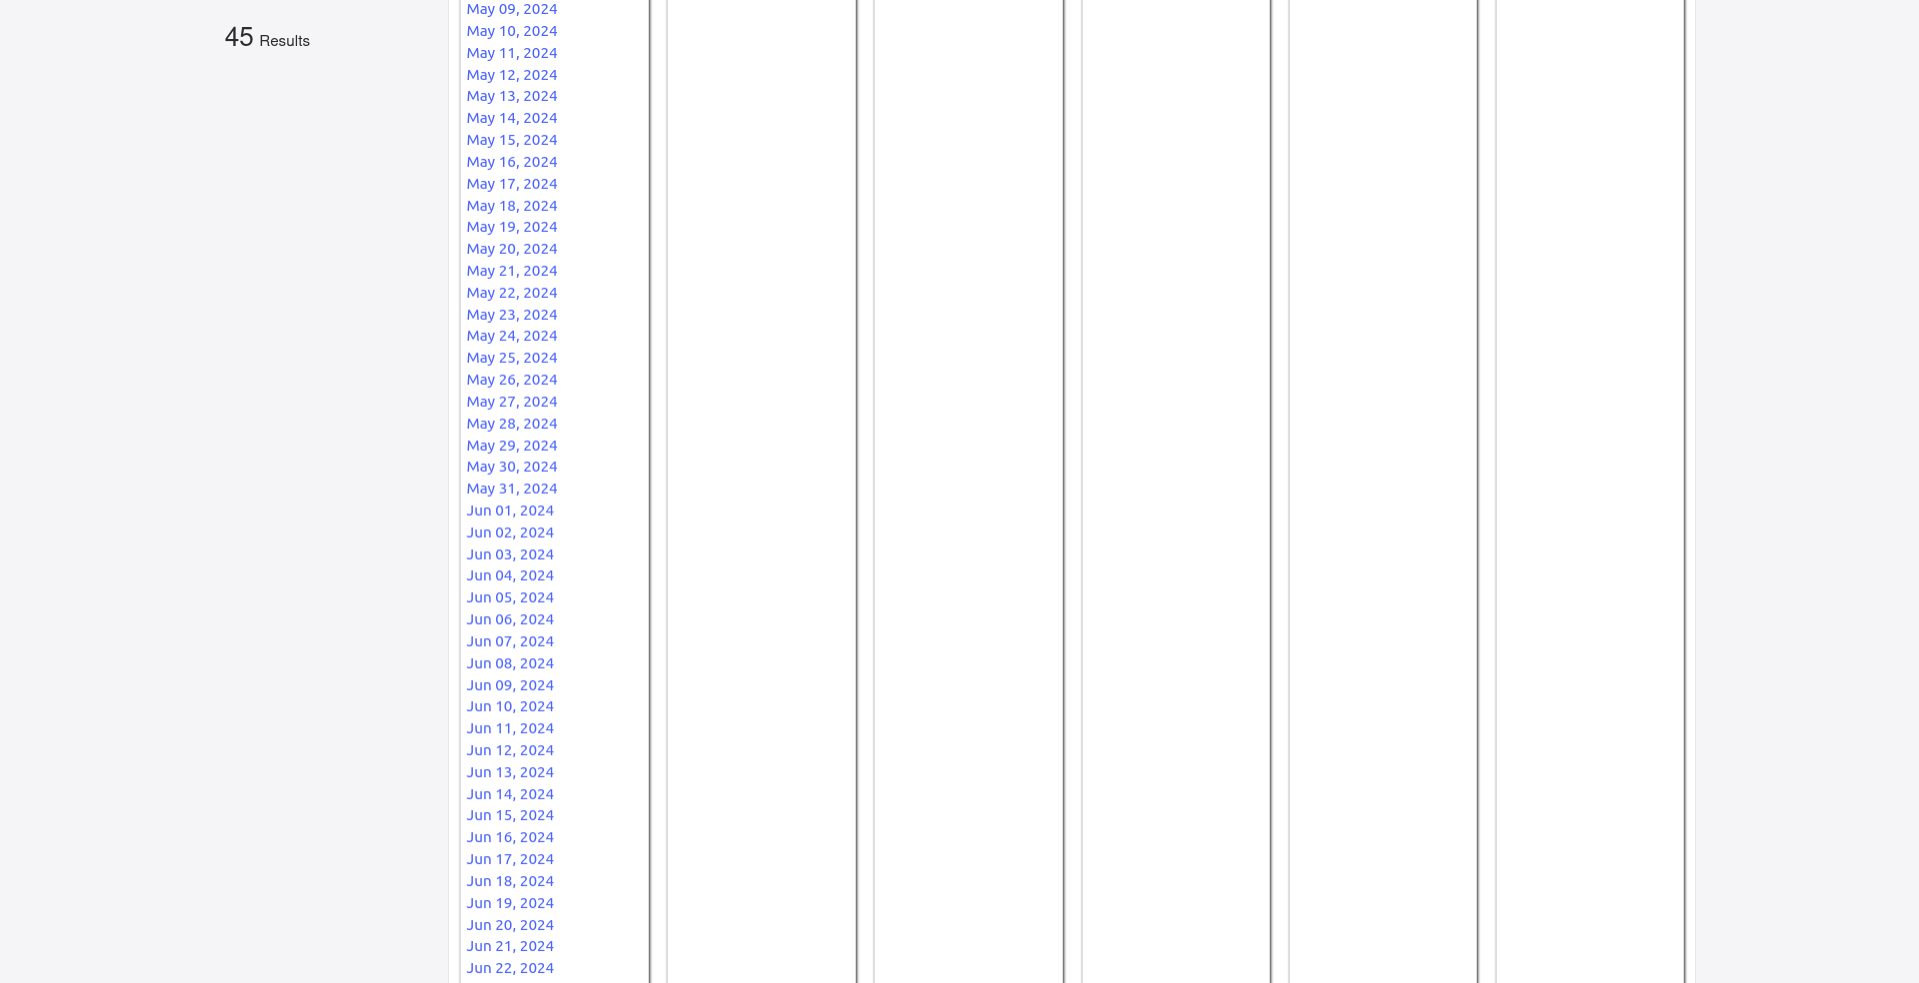 45 Results
May 09, 2024
May 10, 2024
May 11, 2024
May 12, 2024
May 13, 2024
May 14, 2024
May 15, 2024
May 16, 2024
May 17, 2024
May 18, 2024
May 19, 2024
May 20, 2024
May 21, 2024
May 22, 2024
May 23, 2024
May 24, 2024
May 25, 2024
May 26, 2024
May 27, 2024
May 28, 2024
May 29, 2024
May 30, 2024
May 31, 2024
Jun 01, 2024
Jun 02, 2024
Jun 03, 2024
Jun 04, 2024
Jun 05, 2024
Jun 06, 2024
Jun 07, 2024
Jun 08, 2024
Jun 09, 2024
Jun 10, 2024
Jun 11, 2024
Jun 12, 2024
Jun 13, 2024
Jun 14, 2024
Jun 15, 2024
Jun 16, 2024
Jun 17, 2024
Jun 18, 2024
Jun 19, 2024
Jun 20, 2024
Jun 21, 2024
Jun 22, 2024